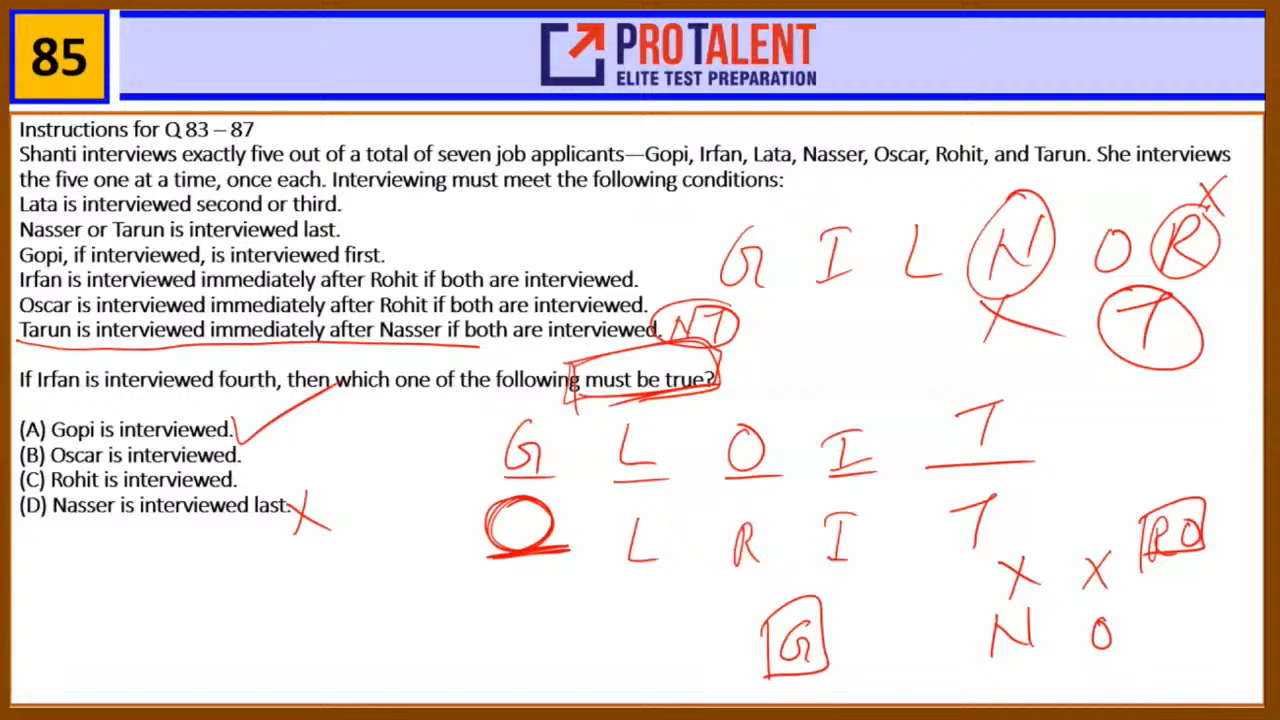 85
PROTALENT
ELITE TEST PREPARATION
Instructions for Q 83 – 87
Shanti interviews exactly five out of a total of seven job applicants—Gopi, Irfan, Lata, Nasser, Oscar, Rohit, and Tarun. She interviews
the five one at a time, once each. Interviewing must meet the following conditions:
Lata is interviewed second or third.
Nasser or Tarun is interviewed last.
Gopi, if interviewed, is interviewed first.
Irfan is interviewed immediately after Rohit if both are interviewed.
Oscar is interviewed immediately after Rohit if both are interviewed.
Tarun is interviewed immediately after Nasser if both are interviewed.
NT
G I L N O R X
X T
If Irfan is interviewed fourth, then which one of the following must be true?
(A) Gopi is interviewed.
(B) Oscar is interviewed.
(C) Rohit is interviewed.
(D) Nasser is interviewed last.
X
G L O I T
O L R I T
RO
X X
G N O